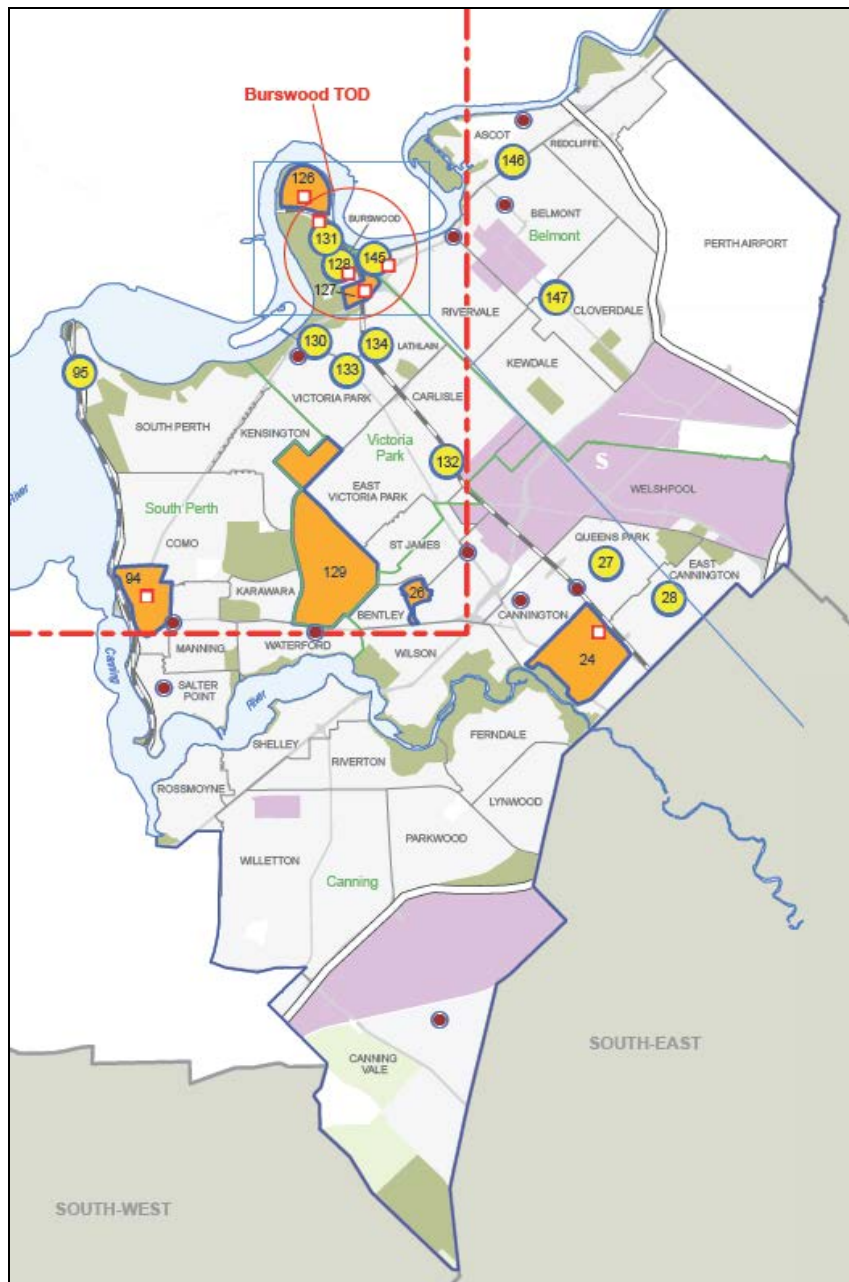 Burswood TOD
ASCOT
REDCLIFFE
146
126
BURSWOOD
BELMONT
Belmont
PERTH AIRPORT
131
128
145
127
147
CLOVERDALE
RIVERVALE
130
134
LATHLAIN
133
KEWDALE
95
CARLISLE
VICTORIA PARK
SOUTH PERTH
KENSINGTON
Victoria
Park
132
S
EAST
VICTORIA PARK
WELSHPOOL
River
South Perth
COMO
ST JAMES
QUEENS PARK
27
EAST
CANNINGTON
94
129
KARAWARA
26
28
BENTLEY
CANNINGTON
MANNING
WATERFORD
WILSON
24
Canning
SALTER
POINT
River
SHELLEY
FERNDALE
RIVERTON
ROSSMOYNE
LYNWOOD
PARKWOOD
WILLETTON
Canning
SOUTH-EAST
CANNING
VALE
SOUTH-WEST